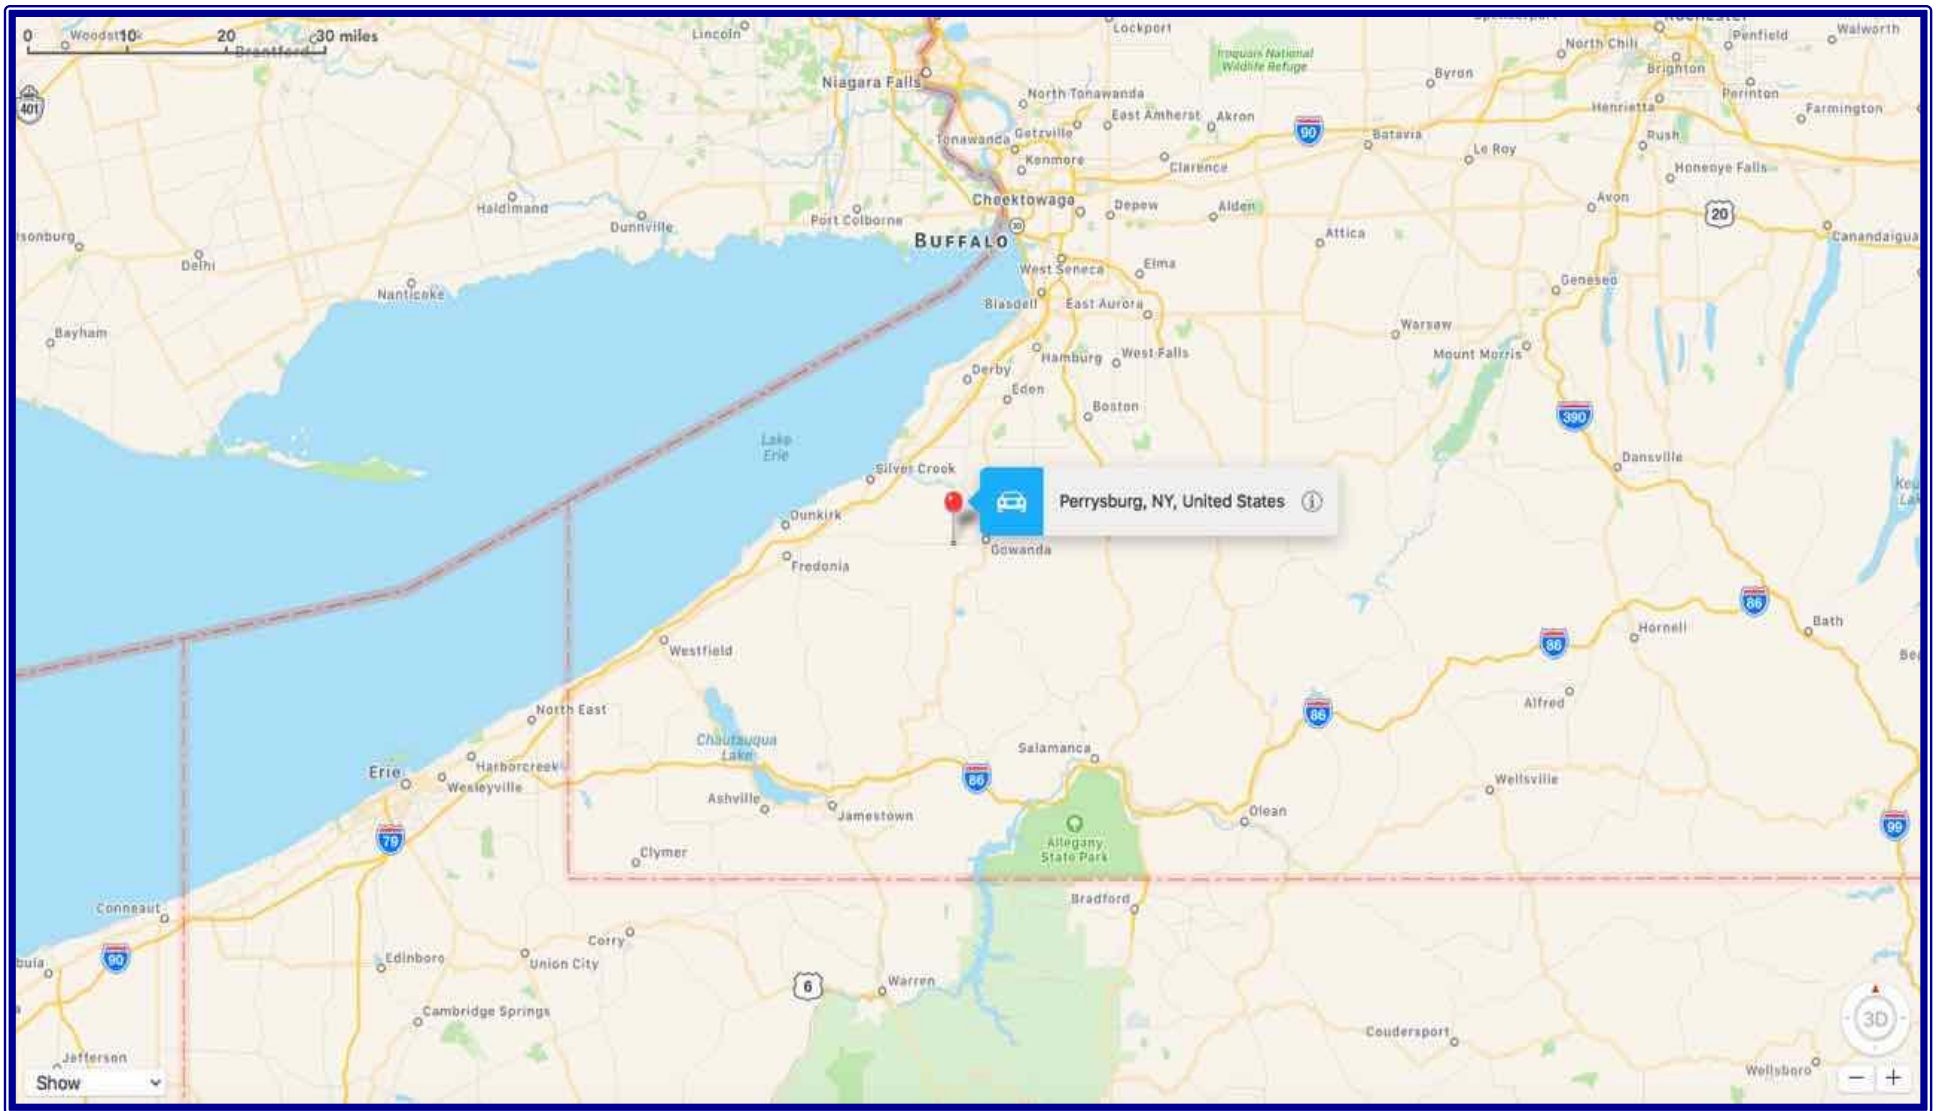 0 10 20 30 miles
Lincoln
Lockport
Penfield
Walworth
Brantford
North Chili
Iroquois National
Wildlife Refuge
Brighton
Byron
Niagara Falls
401
North Tonawanda
Perinton
Henrietta
Farmington
East Amherst
Akron
90
Tonawanda
Getzville
Batavia
Rush
Kenmore
Le Roy
Clarence
Honeoye Falls
Cheektowaga
Depew
Alden
Avon
Haldimand
Port Colborne
20
Dunnville
BUFFALO
Attica
Canandaigua
sonburg
Delhi
West Seneca
Elma
Geneseo
Nanticoke
Blasdell
East Aurora
Bayham
Warsaw
Hamburg
West Falls
Mount Morris
Derby
Eden
Boston
390
Lake
Erie
Dansville
Silver Creek
Perrysburg, NY, United States
Dunkirk
Gowanda
Fredonia
86
Bath
Hornell
86
Westfield
Alfred
North East
86
Chautauqua
Lake
Salamanca
Harborcreek
Erie
86
Wesleyville
Wellsville
Ashville
Jamestown
Olean
99
79
Allegany
State Park
Clymer
Bradford
Conneaut
Corry
90
Edinboro
Union City
bula
Warren
6
Cambridge Springs
3D
Coudersport
Jefferson
Wellsboro
Show